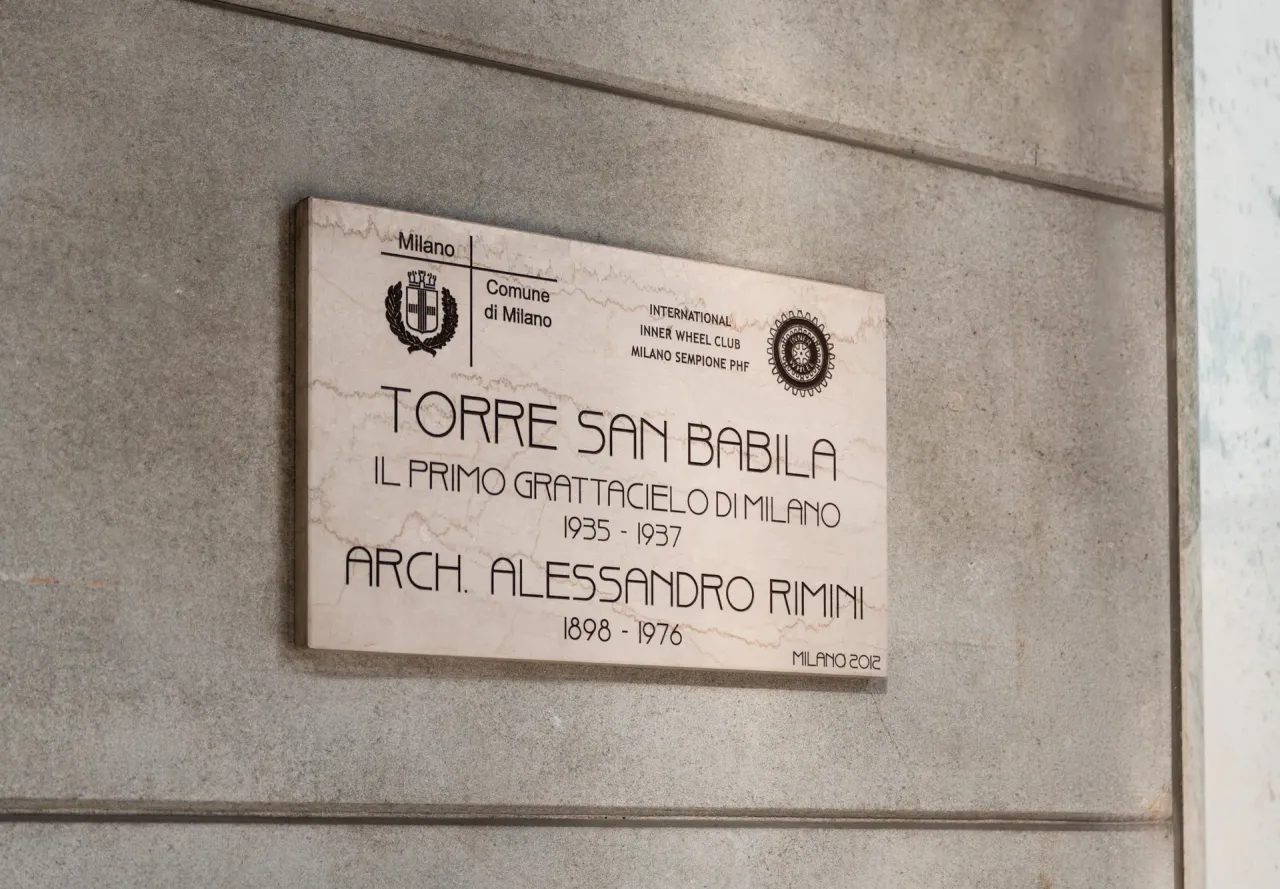 Milano
Comune
di Milano
INTERNATIONAL
INNER WHEEL CLUB
MILANO SEMPIONE PHF
TORRE SAN BABILA
IL PRIMO GRATTACIELO DI MILANO
1935 - 1937
ARCH. ALESSANDRO RIMINI
1898 - 1976
MILANO 2012